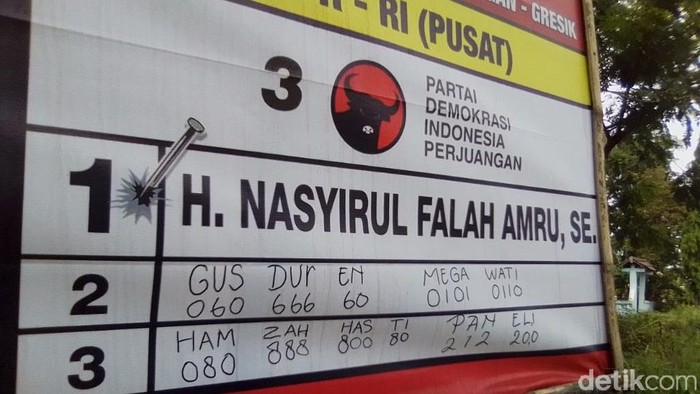 - GRESIK
- RI (PUSAT)
3
PARTAI
DEMOKRASI
INDONESIA
PERJUANGAN
1 H. NASYIRUL FALAH AMRU, SE.
2 GUS DUr EN MEGA WATI
060 666 60 0101 0110
3 HAM ZAH HAS TI PAN ELI
080 888 800 80 212 200
detikcom